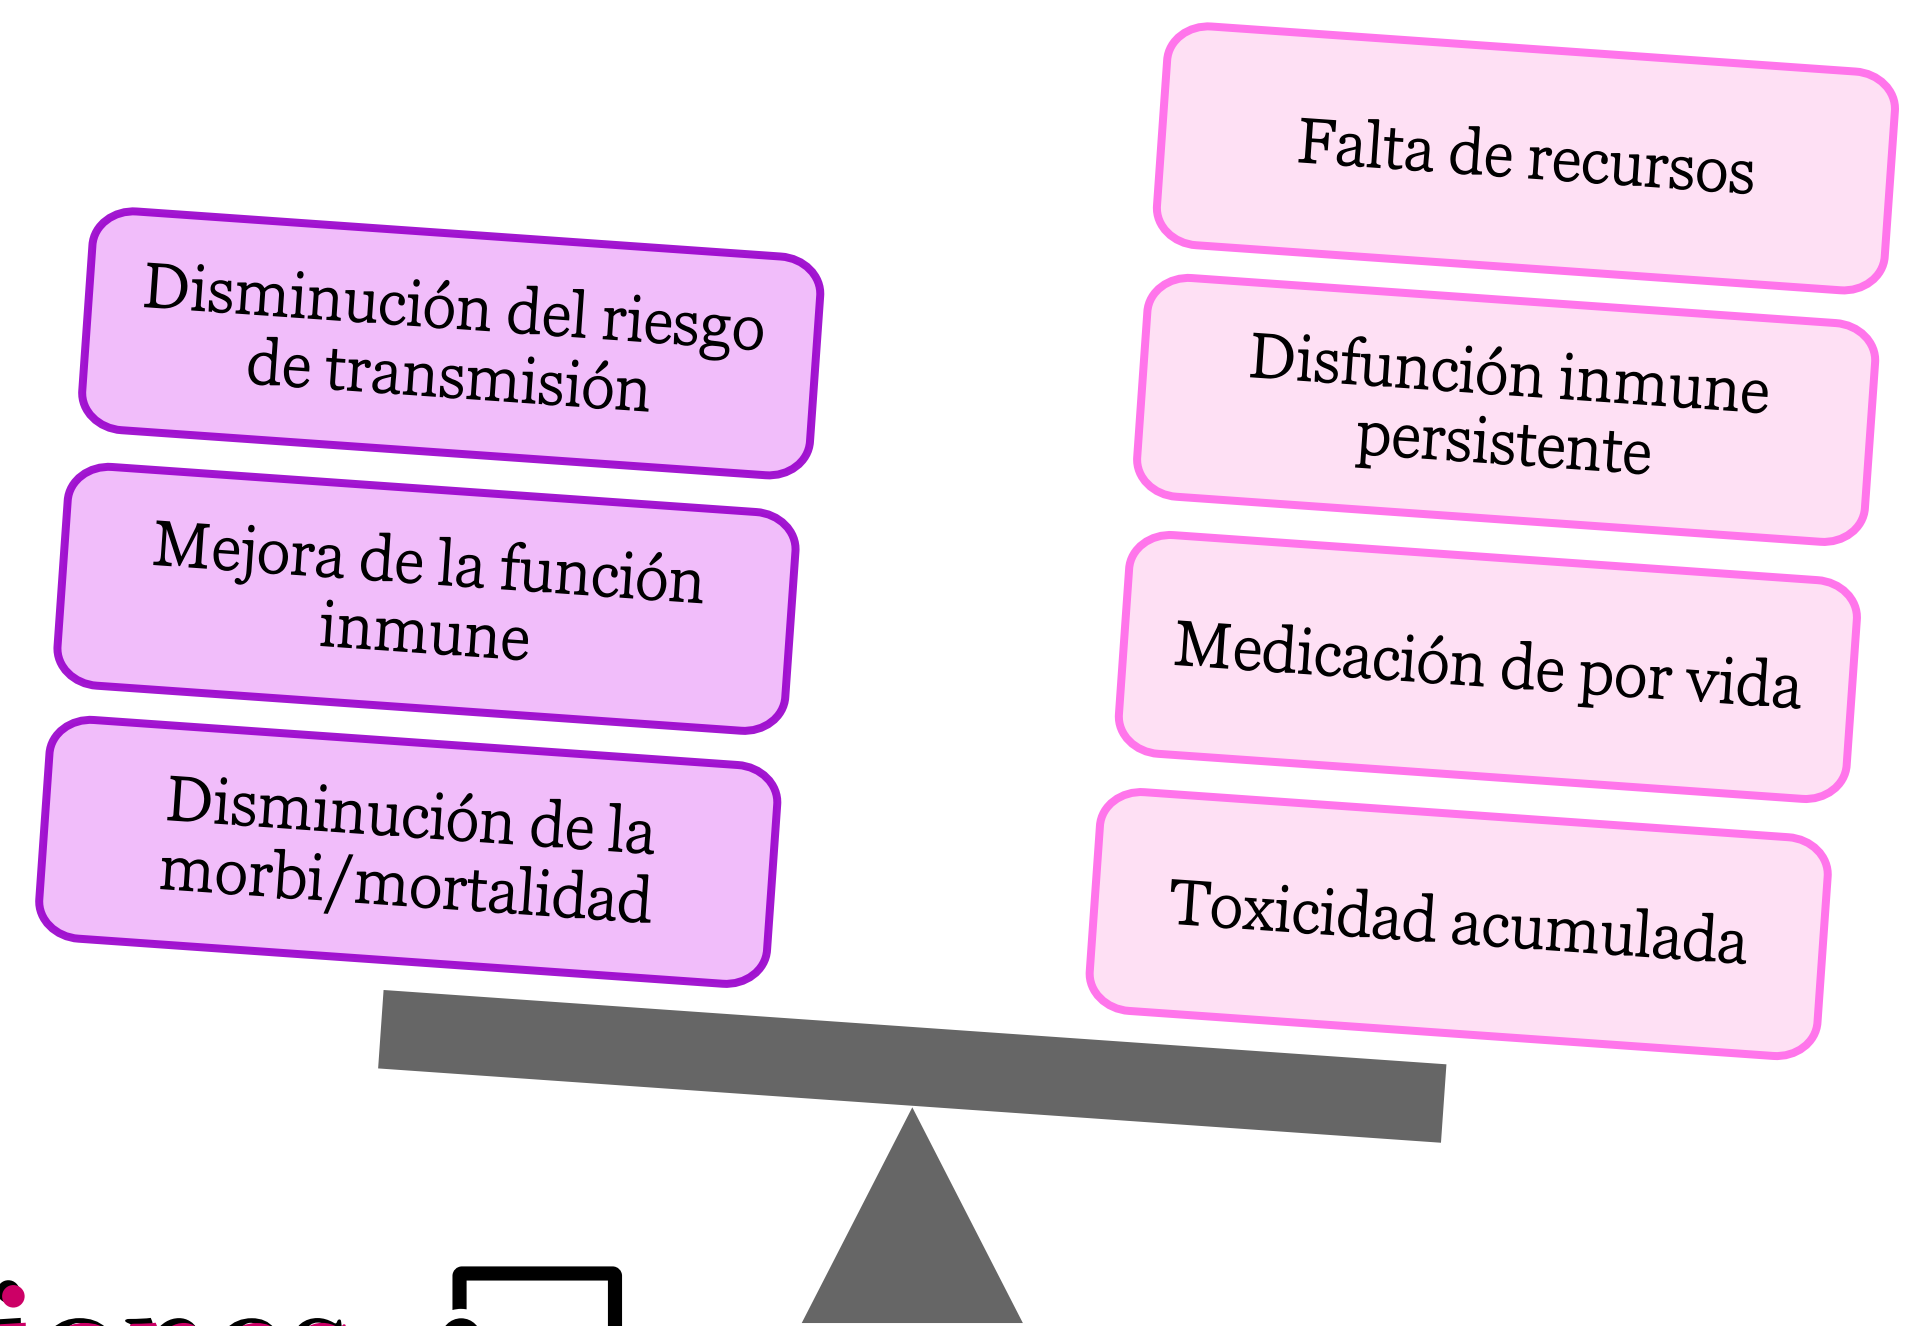 Disminución del riesgo
de transmisión
Mejora de la función
inmune
Disminución de la
morbi/mortalidad
Falta de recursos
Disfunción inmune
persistente
Medicación de por vida
Toxicidad acumulada